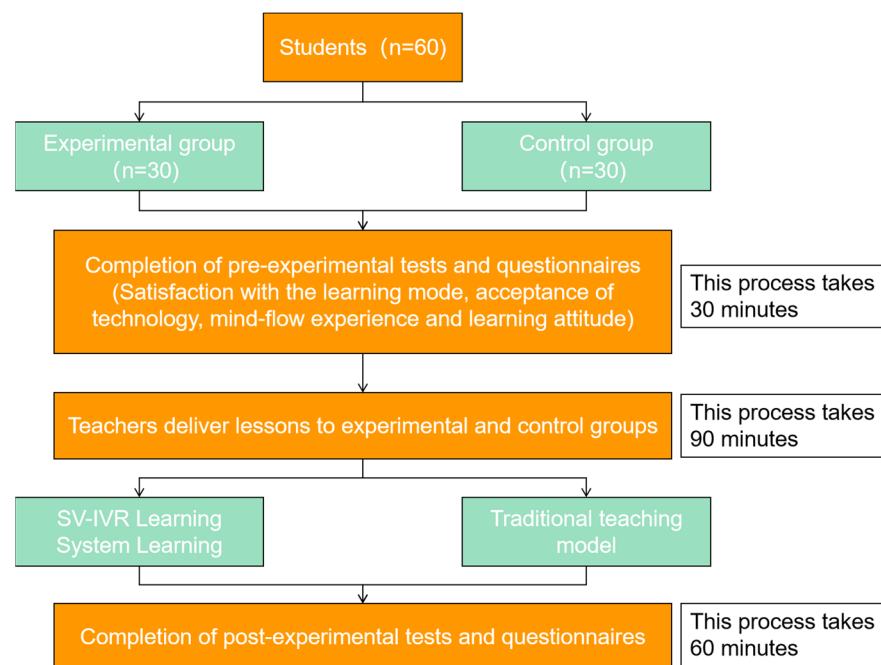 Students (n=60)
Experimental group
(n=30)
Control group
(n=30)
Completion of pre-experimental tests and questionnaires
(Satisfaction with the learning mode, acceptance of
technology, mind-flow experience and learning attitude)
This process takes
30 minutes
Teachers deliver lessons to experimental and control groups
This process takes
90 minutes
SV-IVR Learning
System Learning
Traditional teaching
model
Completion of post-experimental tests and questionnaires
This process takes
60 minutes